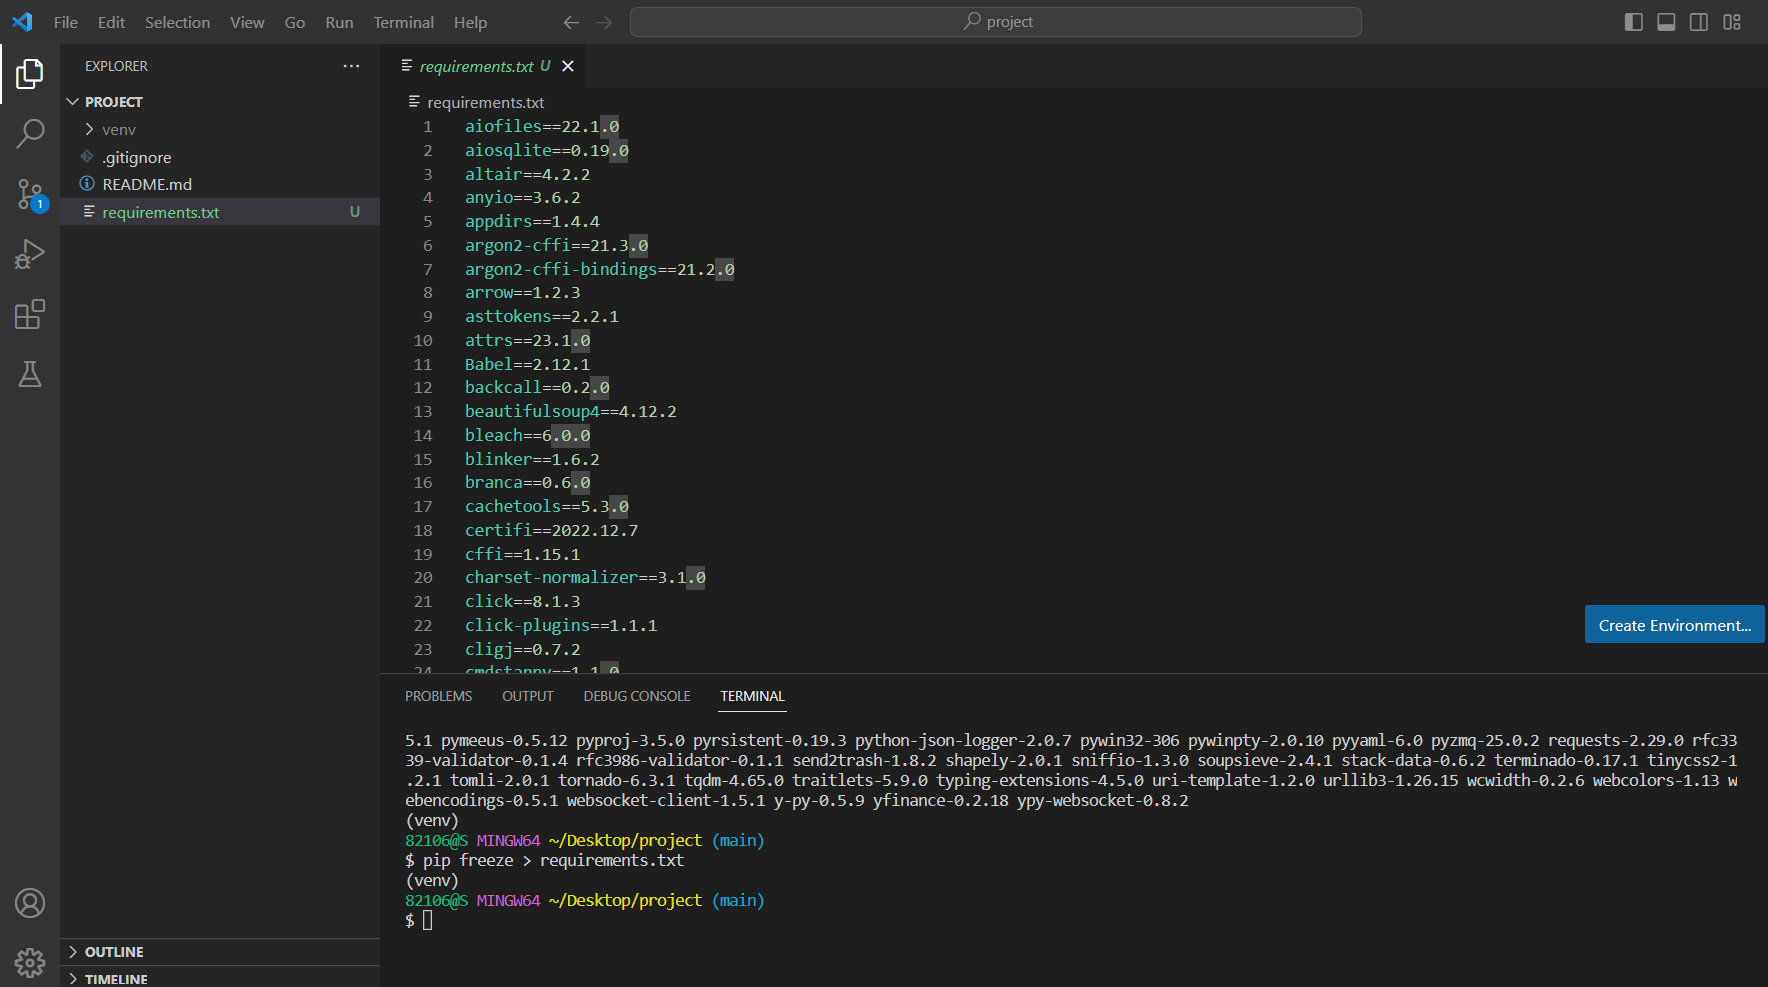 File Edit Selection View Go Run Terminal Help
project
EXPLORER
PROJECT
venv
.gitignore
README.md
requirements.txt U
1
OUTLINE
TIMELINE
requirements.txt U
requirements.txt
1 aiofiles==22.1.0
2 aiosqlite==0.19.0
3 altair==4.2.2
4 anyio==3.6.2
5 appdirs==1.4.4
6 argon2-cffi==21.3.0
7 argon2-cffi-bindings==21.2.0
8 arrow==1.2.3
9 asttokens==2.2.1
10 attrs==23.1.0
11 Babel==2.12.1
12 backcall==0.2.0
13 beautifulsoup4==4.12.2
14 bleach==6.0.0
15 blinker==1.6.2
16 branca==0.6.0
17 cachetools==5.3.0
18 certifi==2022.12.7
19 cffi==1.15.1
20 charset-normalizer==3.1.0
21 click==8.1.3
22 click-plugins==1.1.1
23 cligj==0.7.2
24 cmdstanpy==1.1.0
Create Environment...
PROBLEMS OUTPUT DEBUG CONSOLE TERMINAL
5.1 pymeeus-0.5.12 pyproj-3.5.0 pyrsistent-0.19.3 python-json-logger-2.0.7 pywin32-306 pywinpty-2.0.10 pyyaml-6.0 pyzmq-25.0.2 requests-2.29.0 rfc33
39-validator-0.1.4 rfc3986-validator-0.1.1 send2trash-1.8.2 shapely-2.0.1 sniffio-1.3.0 soupsieve-2.4.1 stack-data-0.6.2 terminado-0.17.1 tinycss2-1
.2.1 tomli-2.0.1 tornado-6.3.1 tqdm-4.65.0 traitlets-5.9.0 typing-extensions-4.5.0 uri-template-1.2.0 urllib3-1.26.15 wcwidth-0.2.6 webcolors-1.13 w
ebencodings-0.5.1 websocket-client-1.5.1 y-py-0.5.9 yfinance-0.2.18 ypy-websocket-0.8.2
(venv)
82106@S MINGW64 ~/Desktop/project (main)
$ pip freeze > requirements.txt
(venv)
82106@S MINGW64 ~/Desktop/project (main)
$